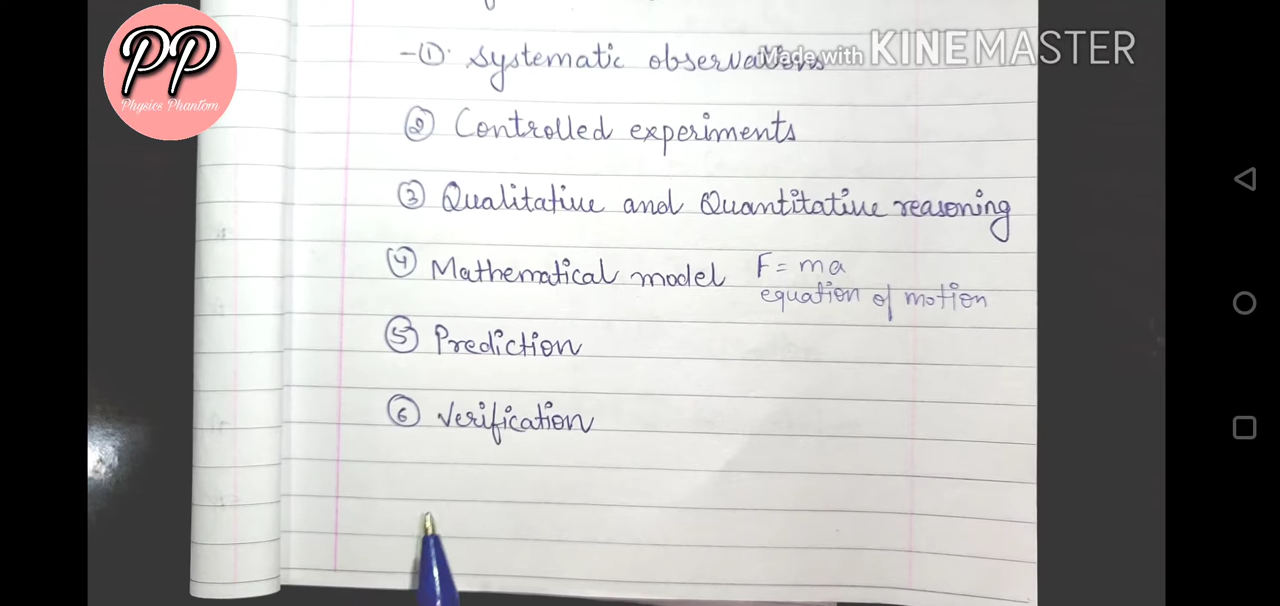 PP
Physics Phantom
Made with KINEMASTER
-① Systematic observations
② Controlled experiments
③ Qualitative and Quantitative reasoning
④ Mathematical model F = ma
equation of motion
⑤ Prediction
⑥ Verification